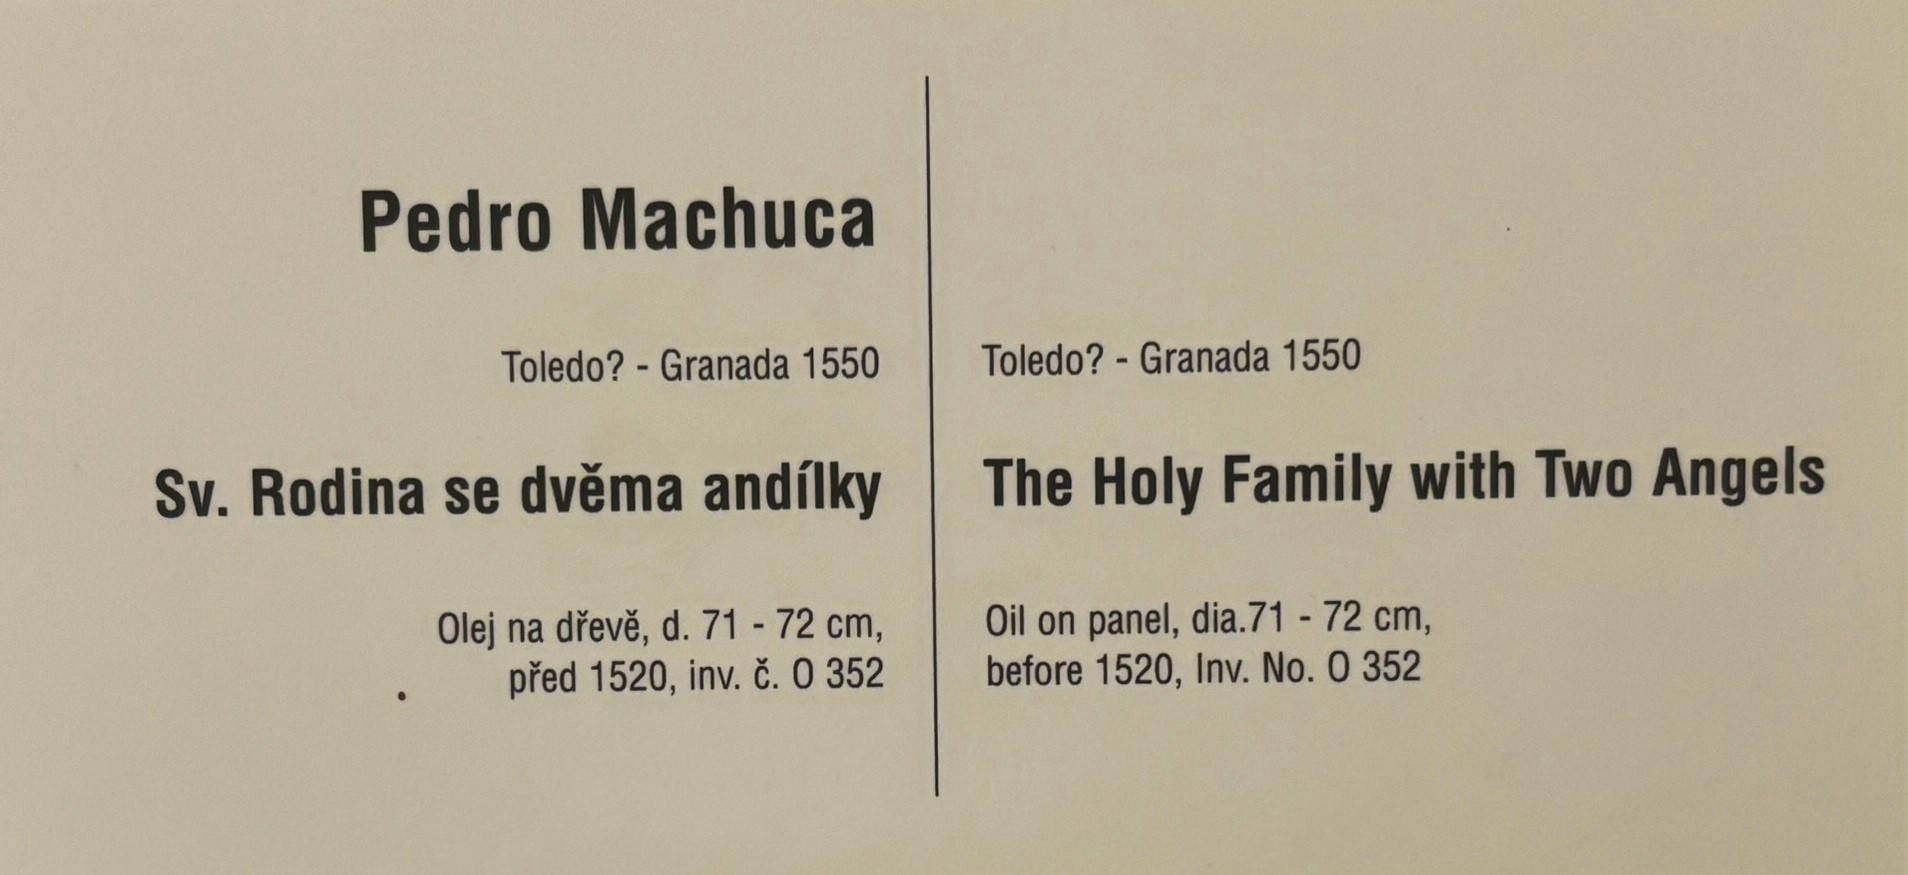 Pedro Machuca
Toledo? - Granada 1550
Sv. Rodina se dvěma andílky
Olej na dřevě, d. 71 - 72 cm,
před 1520, inv. č. O 352
Toledo? - Granada 1550
The Holy Family with Two Angels
Oil on panel, dia.71 - 72 cm,
before 1520, Inv. No. O 352